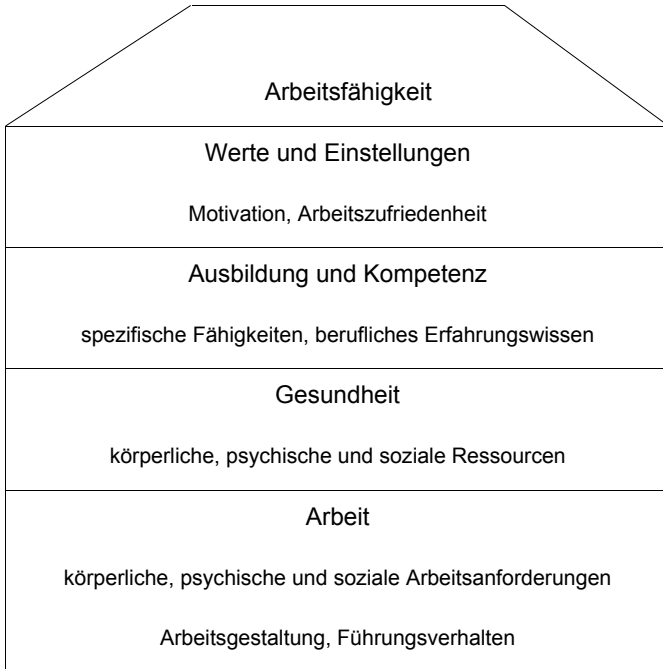 Arbeitsfähigkeit
Werte und Einstellungen
Motivation, Arbeitszufriedenheit
Ausbildung und Kompetenz
spezifische Fähigkeiten, berufliches Erfahrungswissen
Gesundheit
körperliche, psychische und soziale Ressourcen
Arbeit
körperliche, psychische und soziale Arbeitsanforderungen
Arbeitsgestaltung, Führungsverhalten